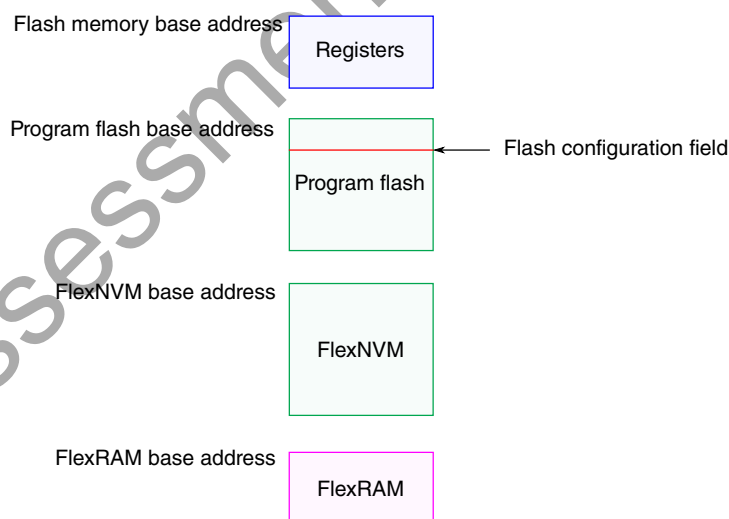 Flash memory base address
Registers
Program flash base address
Flash configuration field
Program flash
FlexNVM base address
FlexNVM
FlexRAM base address
FlexRAM
ssessmen